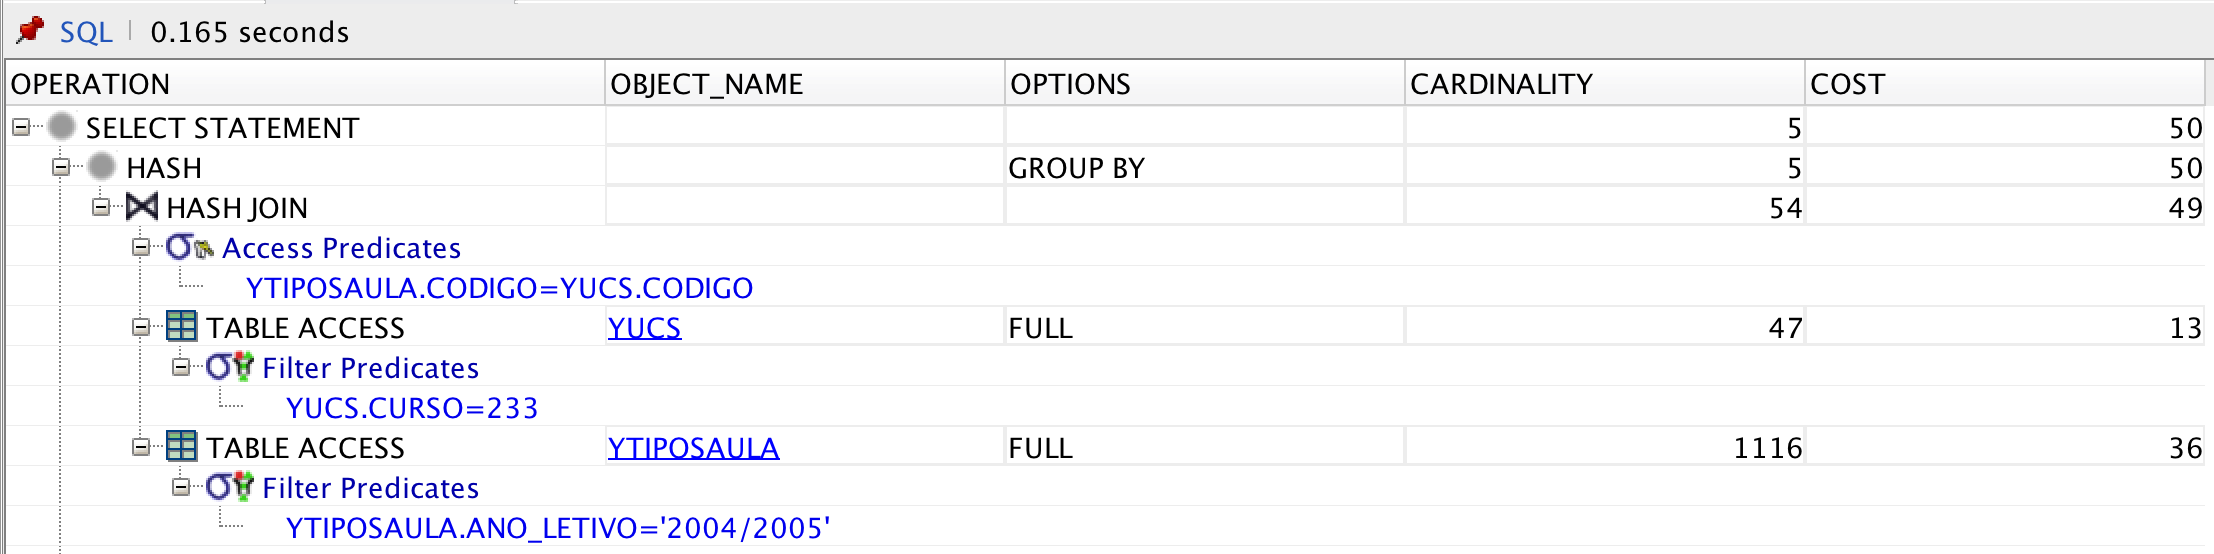 SQL | 0.165 seconds
OPERATION OBJECT_NAME OPTIONS CARDINALITY COST
SELECT STATEMENT 5 50
HASH GROUP BY 5 50
HASH JOIN 54 49
Access Predicates
YTIPOSAULA.CODIGO=YUCS.CODIGO
TABLE ACCESS YUCS FULL 47 13
Filter Predicates
YUCS.CURSO=233
TABLE ACCESS YTIPOSAULA FULL 1116 36
Filter Predicates
YTIPOSAULA.ANO_LETIVO='2004/2005'